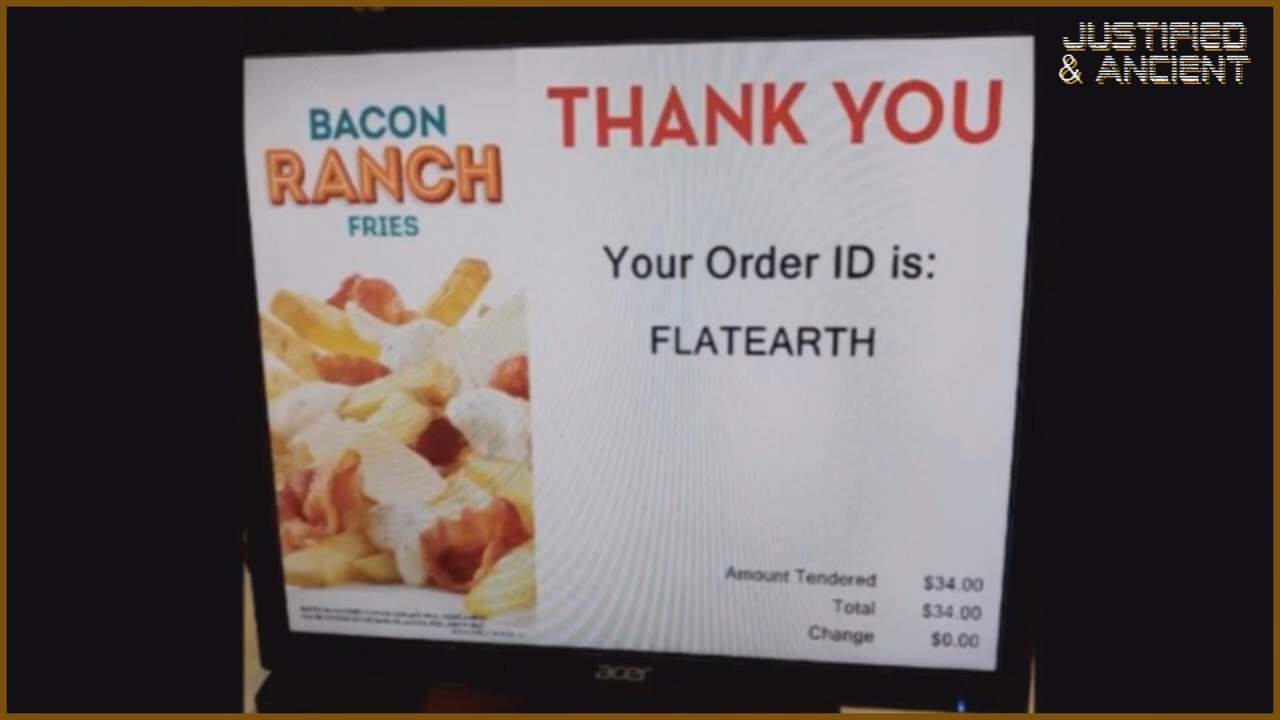 JUSTIFIED
& ANCIENT
BACON
RANCH
FRIES
THANK YOU
Your Order ID is:
FLATEARTH
Amount Tendered $34.00
Total $34.00
Change $0.00
acer